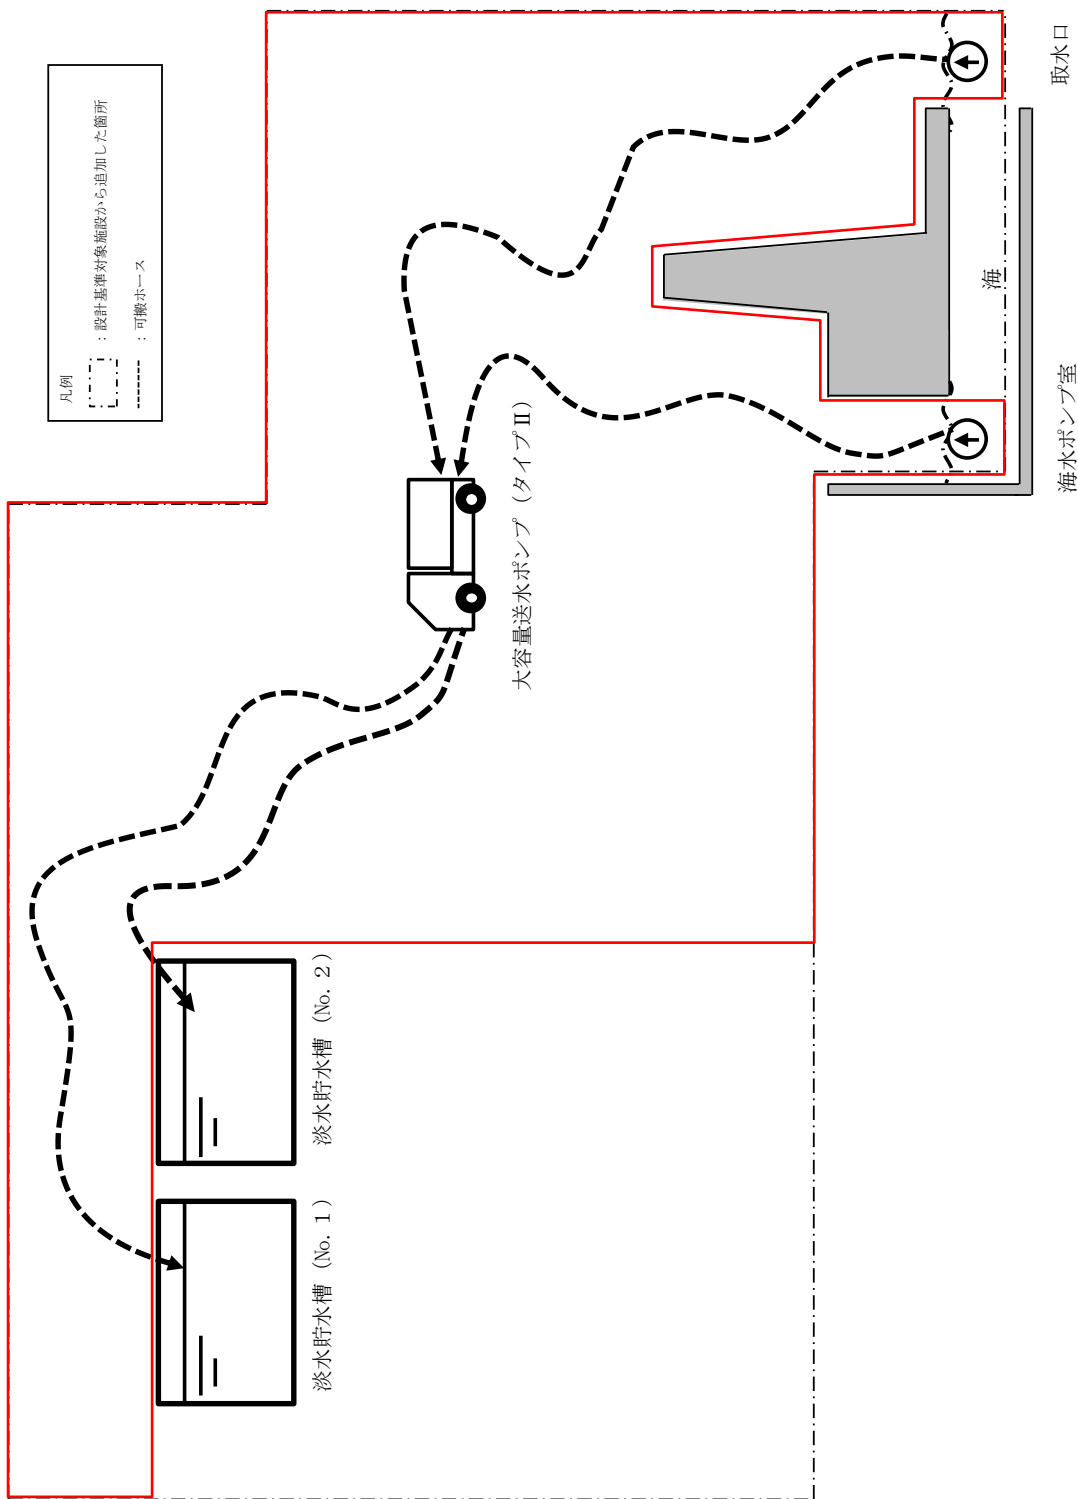 凡例
：設計基準対象施設から追加した箇所
：可搬ホース
淡水貯水槽（No. 1）
淡水貯水槽（No. 2）
大容量送水ポンプ（タイプⅡ）
海
海水ポンプ室
取水口